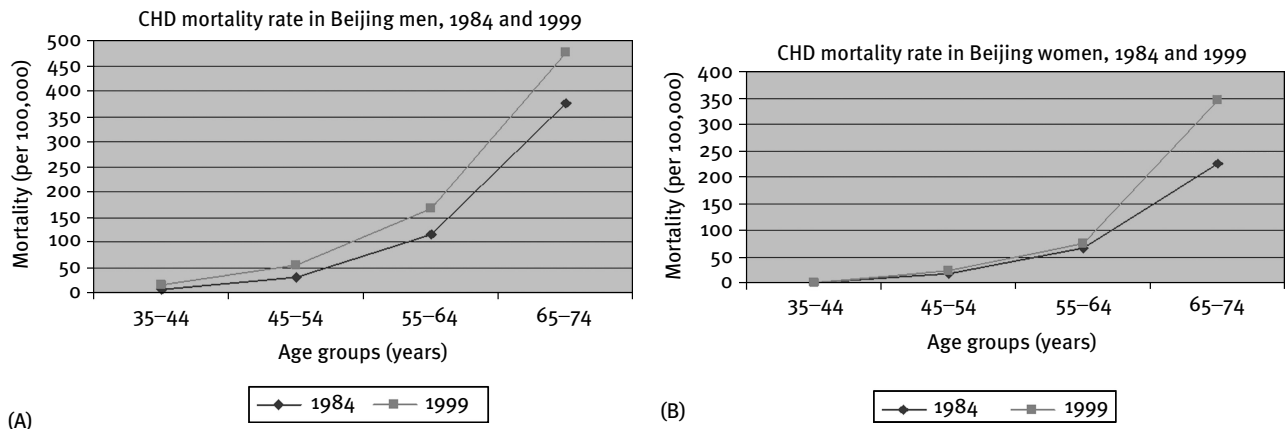 CHD mortality rate in Beijing men, 1984 and 1999
Mortality (per 100,000)
500
450
400
350
300
250
200
150
100
50
0
35–44 45–54 55–64 65–74
Age groups (years)
1984 1999
(A)
CHD mortality rate in Beijing women, 1984 and 1999
Mortality (per 100,000)
400
350
300
250
200
150
100
50
0
35–44 45–54 55–64 65–74
Age groups (years)
1984 1999
(B)